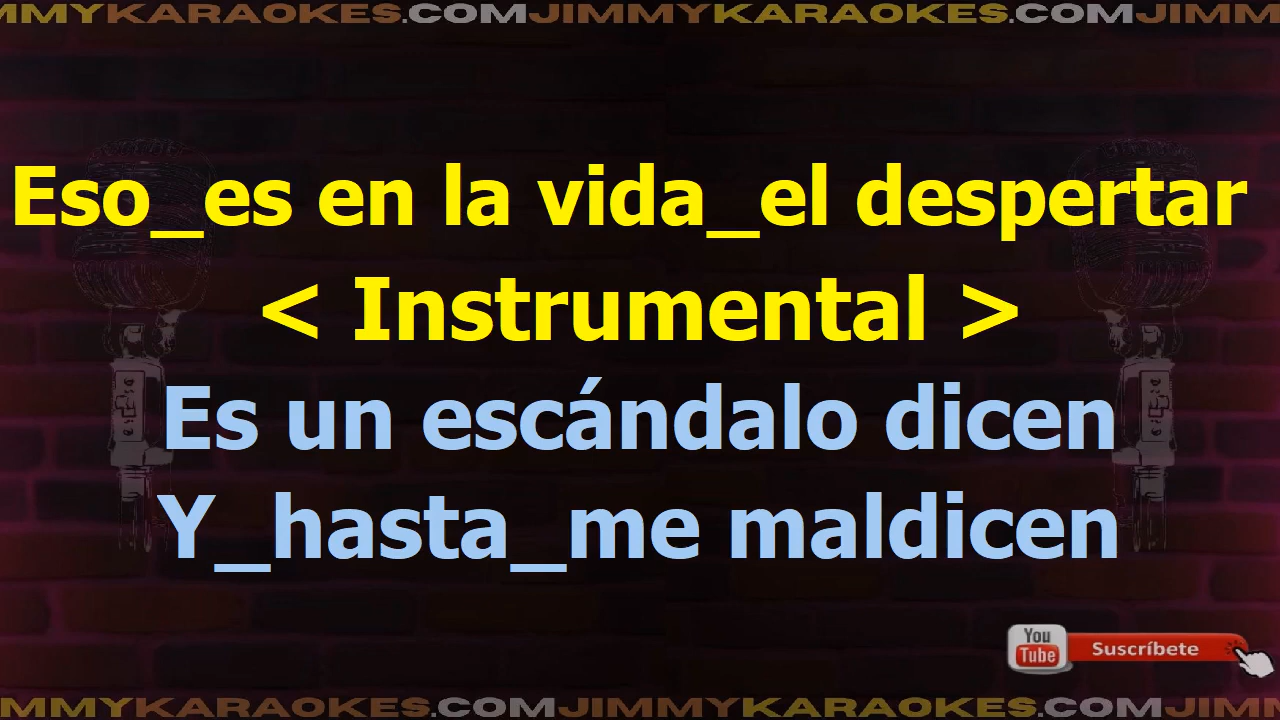 MMYKARAOKES.COMJIMMYKARAOKES.COMJIMM
Eso_es en la vida_el despertar
< Instrumental >
Es un escándalo dicen
Y_hasta_me maldicen
You
Tube
Suscríbete
MMYKARAOKES.COMJIMMYKARAOKES.COMJIMM